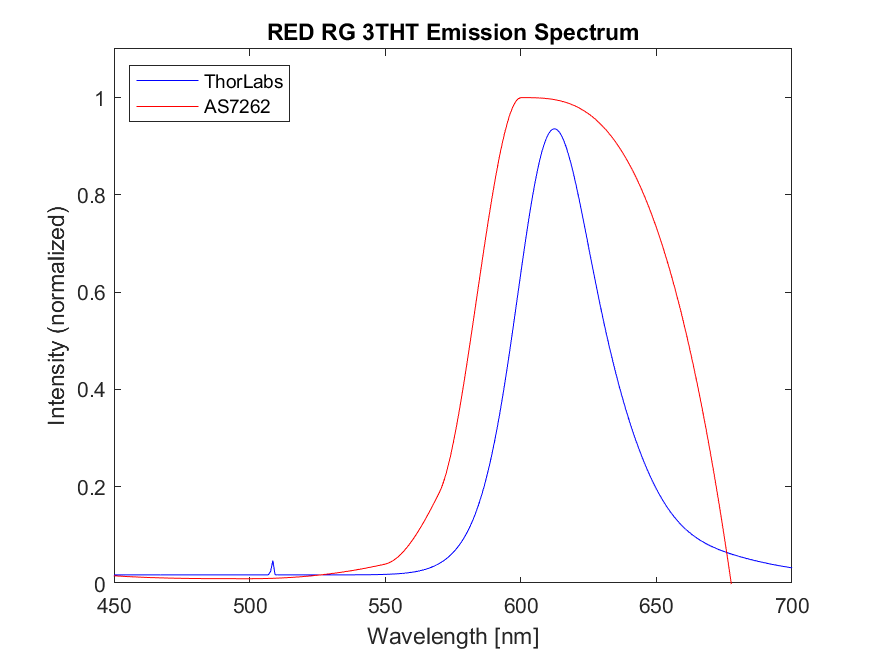 RED RG 3THT Emission Spectrum
ThorLabs
AS7262
1
0.8
0.6
0.4
0.2
0
450
500
550
600
650
700
Intensity (normalized)
Wavelength [nm]